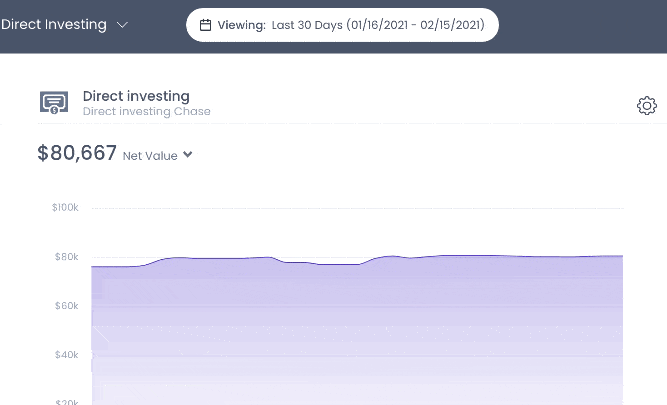 Direct Investing
Viewing: Last 30 Days (01/16/2021 - 02/15/2021)
Direct investing
Direct investing Chase
$80,667 Net Value
$100k
$80k
$60k
$40k
$20k